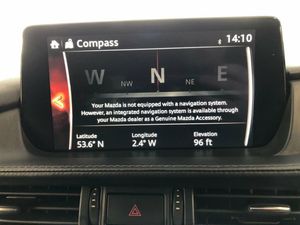 Compass 14:10
W NW N NE E
Your Mazda is not equipped with a navigation system.
However, an integrated navigation system is available through
your Mazda dealer as a Genuine Mazda Accessory.
Latitude Longitude Elevation
53.6° N 2.4° W 96 ft